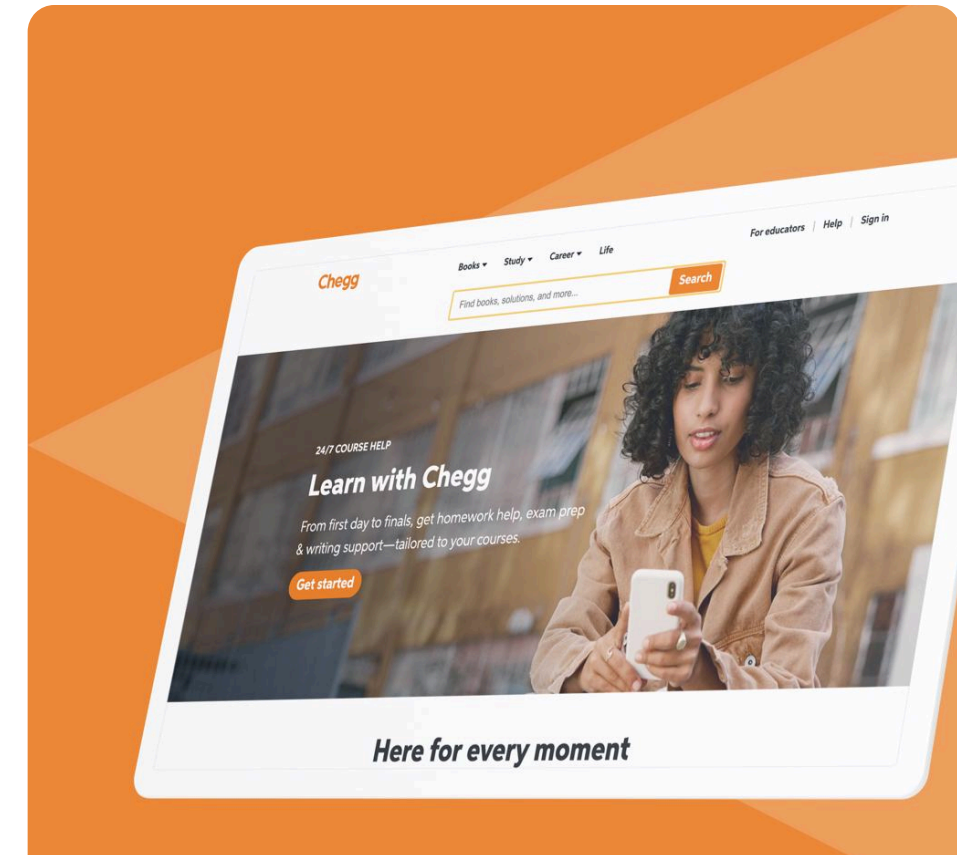 Chegg
Books Study Career Life
For educators | Help | Sign in
Find books, solutions, and more...
Search
24/7 COURSE HELP
Learn with Chegg
From first day to finals, get homework help, exam prep
& writing support—tailored to your courses.
Get started
Here for every moment